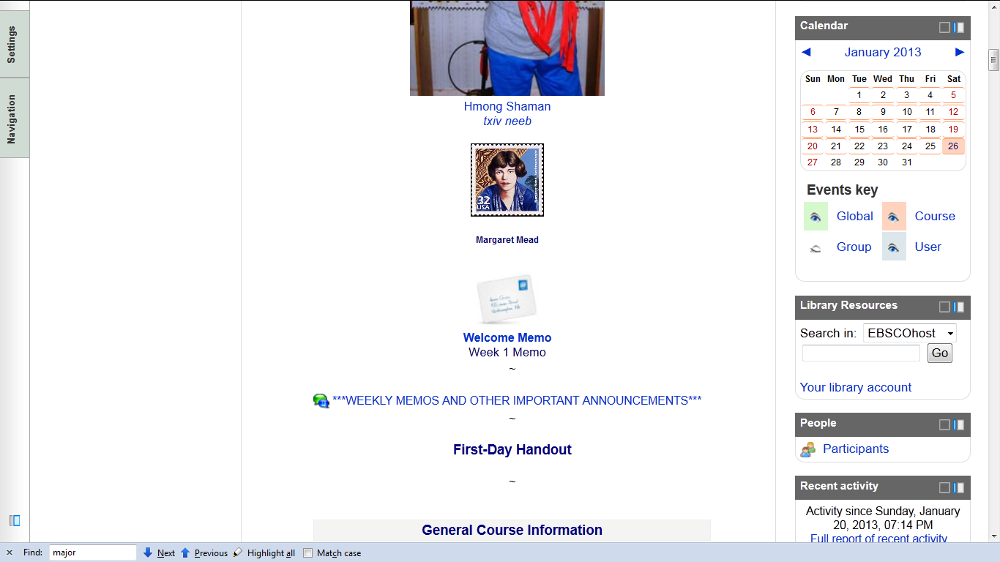 Settings
Navigation
Hmong Shaman
txiv neeb
32
USA
Margaret Mead
Welcome Memo
Week 1 Memo
~
***WEEKLY MEMOS AND OTHER IMPORTANT ANNOUNCEMENTS***
~
First-Day Handout
~
General Course Information
Calendar
◄ January 2013 ►
Sun Mon Tue Wed Thu Fri Sat
1 2 3 4 5
6 7 8 9 10 11 12
13 14 15 16 17 18 19
20 21 22 23 24 25 26
27 28 29 30 31
Events key
Global Course
Group User
Library Resources
Search in: EBSCOhost
Go
Your library account
People
Participants
Recent activity
Activity since Sunday, January
20, 2013, 07:14 PM
Full report of recent activity
× Find: major Next Previous Highlight all Match case